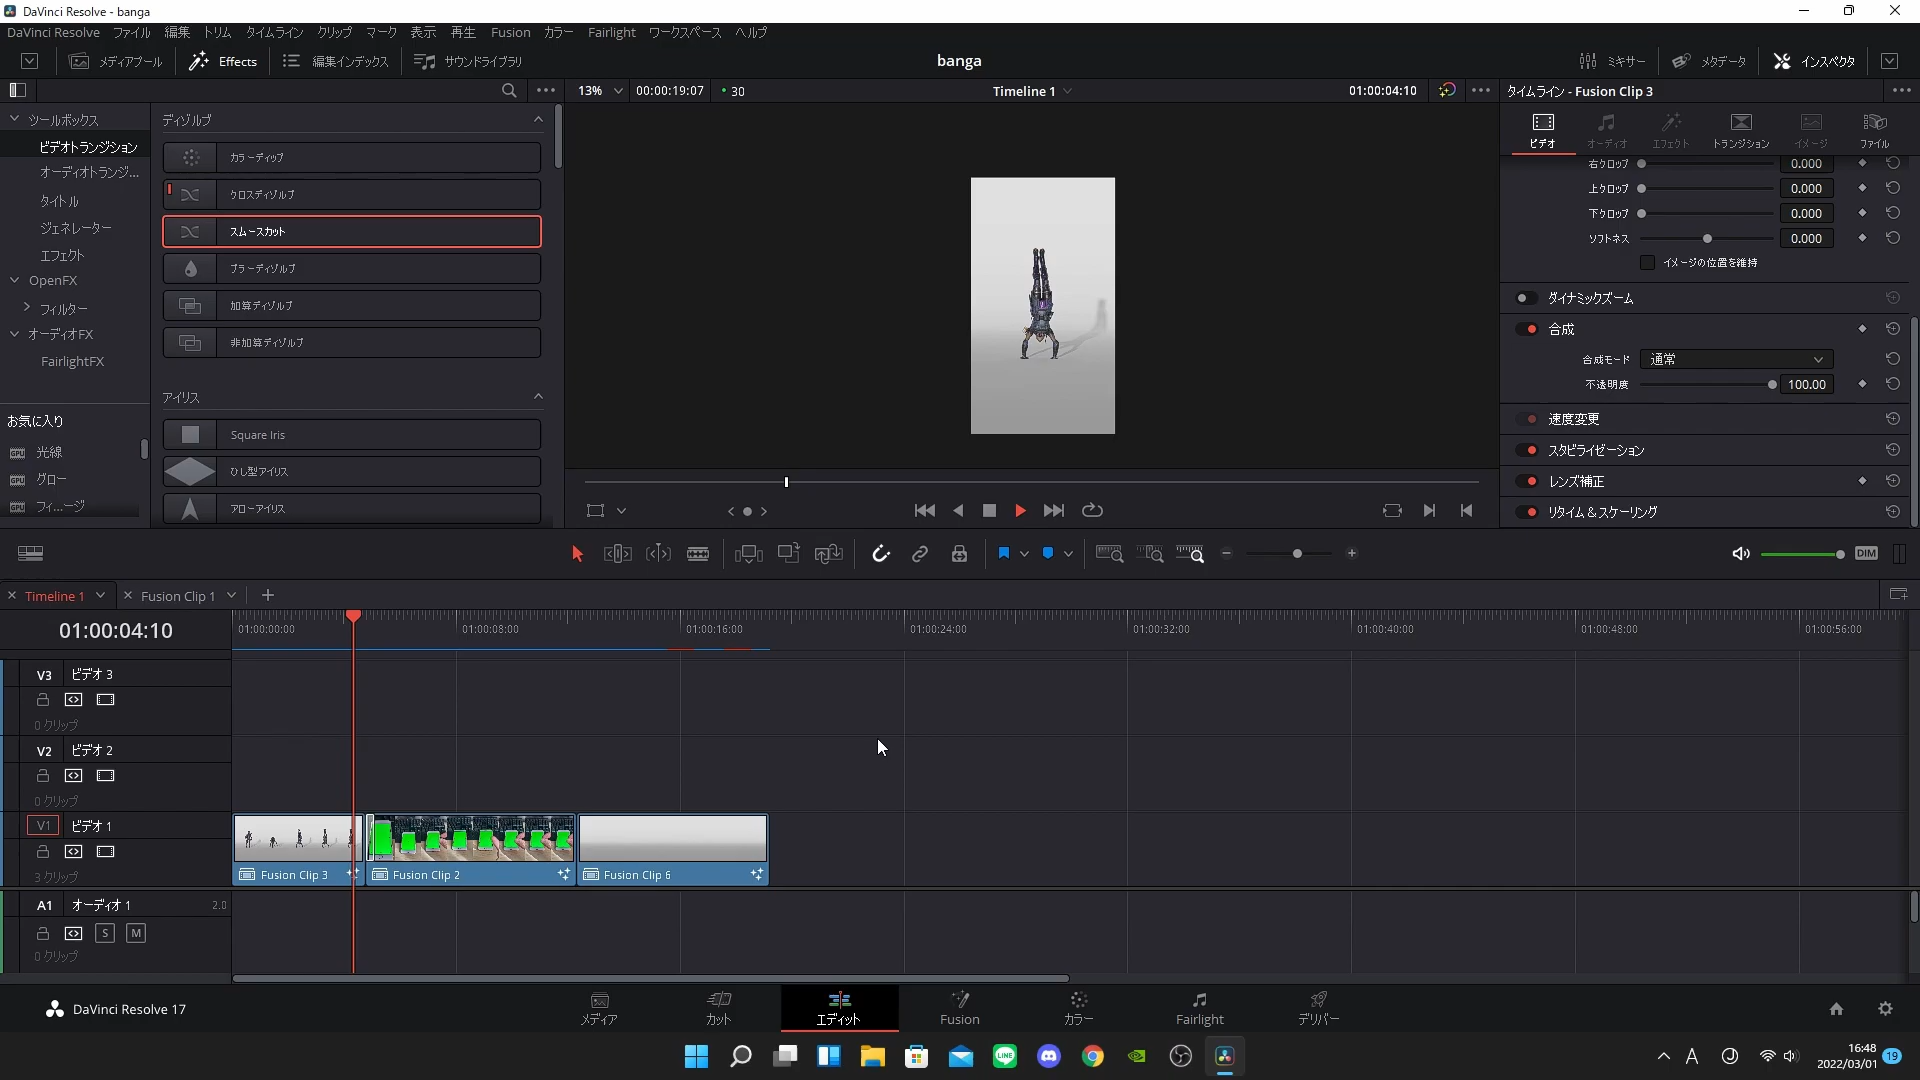 DaVinci Resolve - banga
DaVinci Resolve ファイル 編集 トリム タイムライン クリップ マーク 表示 再生 Fusion カラー Fairlight ワークスペース ヘルプ
メディアプール Effects 編集インデックス サウンドライブラリ banga ミキサー メタデータ インスペクタ
13% 00:00:19:07 30 Timeline 1 01:00:04:10 タイムライン - Fusion Clip 3
ツールボックス
ビデオトランジション
オーディオトランジ...
タイトル
ジェネレーター
エフェクト
OpenFX
フィルター
オーディオFX
FairlightFX
お気に入り
GPU 光線
GPU グロー
GPU フィ...ージ
ディゾルブ
カラーディップ
クロスディゾルブ
スムースカット
ブラーディゾルブ
加算ディゾルブ
非加算ディゾルブ
アイリス
Square Iris
ひし型アイリス
アローアイリス
ビデオ オーディオ エフェクト トランジション イメージ ファイル
右クロップ 0.000
上クロップ 0.000
下クロップ 0.000
ソフトネス 0.000
イメージの位置を維持
ダイナミックズーム
合成
合成モード 通常
不透明度 100.00
速度変更
スタビライゼーション
レンズ補正
リタイム＆スケーリング
DIM
Timeline 1 Fusion Clip 1
01:00:04:10
01:00:00:00 01:00:08:00 01:00:16:00 01:00:24:00 01:00:32:00 01:00:40:00 01:00:48:00 01:00:56:00
V3 ビデオ 3
0 クリップ
V2 ビデオ 2
0 クリップ
V1 ビデオ 1
3 クリップ
Fusion Clip 3 Fusion Clip 2 Fusion Clip 6
A1 オーディオ 1 2.0
S M
0 クリップ
DaVinci Resolve 17
メディア カット エディット Fusion カラー Fairlight デリバー
LINE
A J 16:48
2022/03/01 19